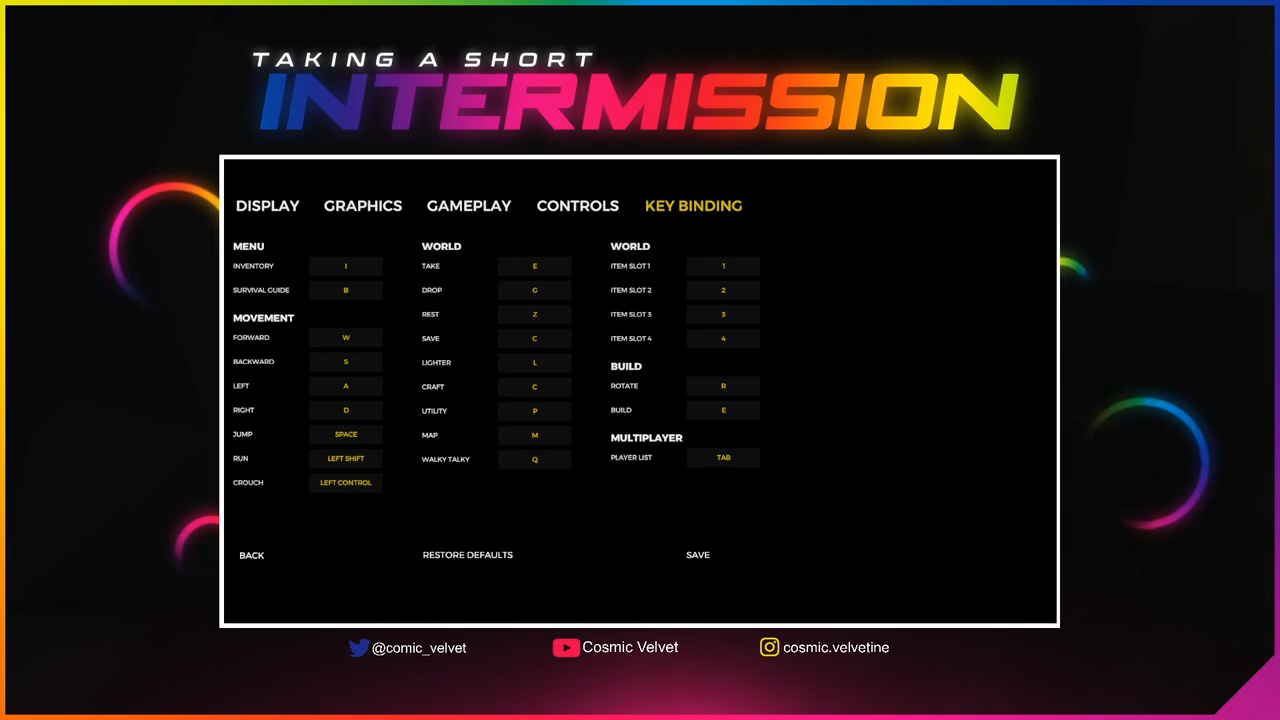 TAKING A SHORT
INTERMISSION
DISPLAY GRAPHICS GAMEPLAY CONTROLS KEY BINDING
MENU
INVENTORY I
SURVIVAL GUIDE B
MOVEMENT
FORWARD W
BACKWARD S
LEFT A
RIGHT D
JUMP SPACE
RUN LEFT SHIFT
CROUCH LEFT CONTROL
WORLD
TAKE E
DROP G
REST Z
SAVE C
LIGHTER L
CRAFT C
UTILITY P
MAP M
WALKY TALKY Q
WORLD
ITEM SLOT 1 1
ITEM SLOT 2 2
ITEM SLOT 3 3
ITEM SLOT 4 4
BUILD
ROTATE R
BUILD E
MULTIPLAYER
PLAYER LIST TAB
BACK RESTORE DEFAULTS SAVE
@comic_velvet Cosmic Velvet cosmic.velvetine